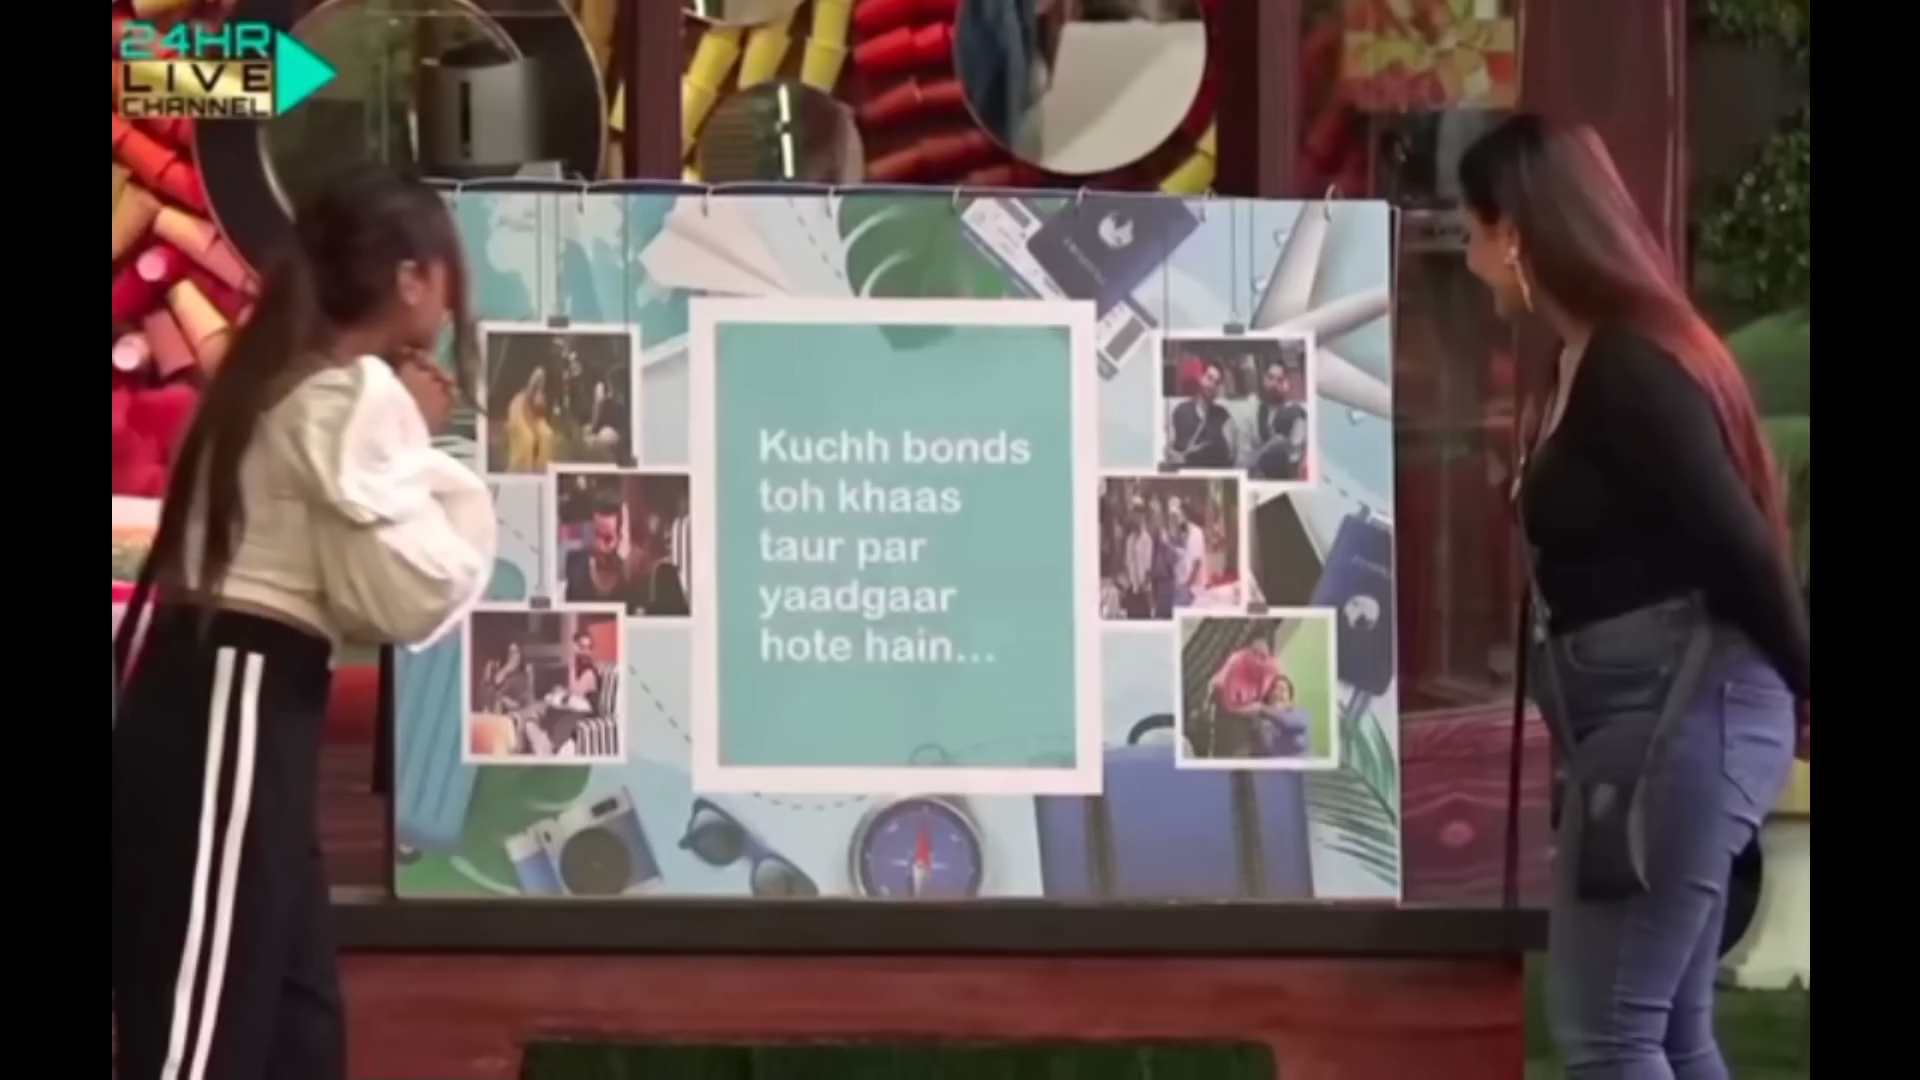 24HR
LIVE
CHANNEL
Kuchh bonds
toh khaas
taur par
yaadgaar
hote hain...